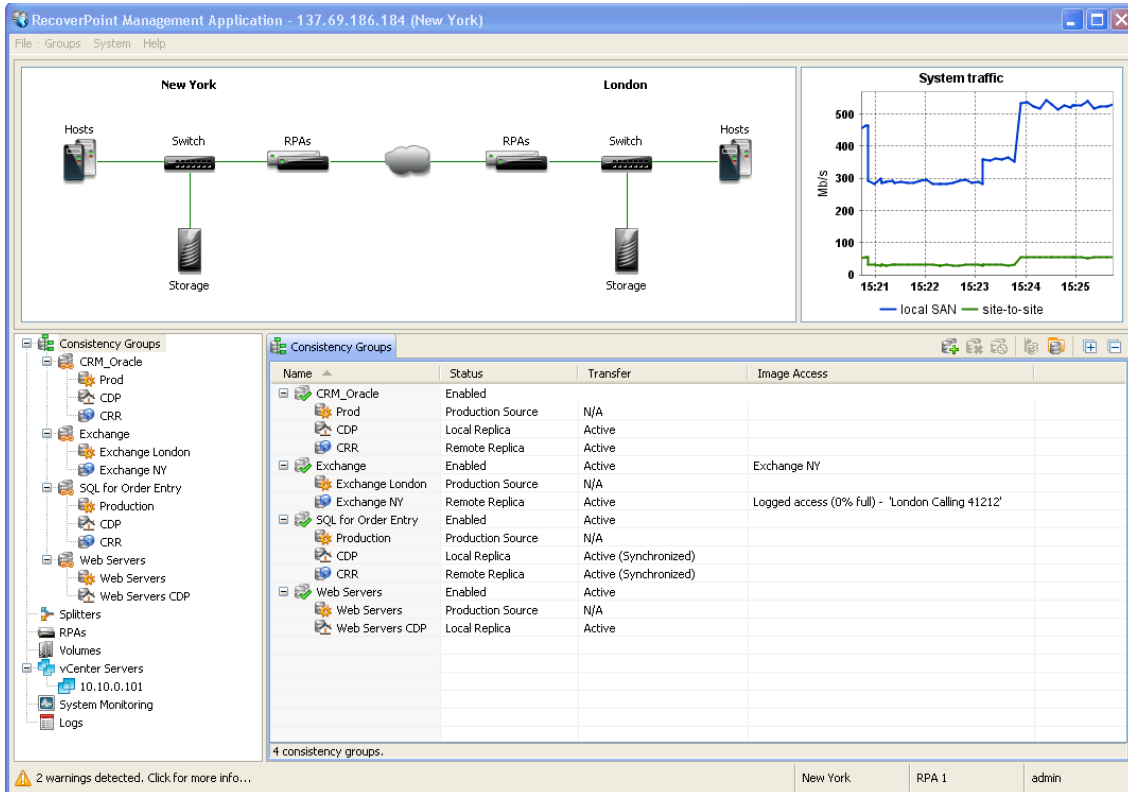 RecoverPoint Management Application - 137.69.186.184 (New York)
File Groups System Help
New York
London
Hosts
Switch
RPAs
RPAs
Switch
Hosts
Storage
Storage
System traffic
Mb/s
500
400
300
200
100
0
15:21 15:22 15:23 15:24 15:25
local SAN site-to-site
Consistency Groups
CRM_Oracle
Prod
CDP
CRR
Exchange
Exchange London
Exchange NY
SQL for Order Entry
Production
CDP
CRR
Web Servers
Web Servers
Web Servers CDP
Splitters
RPAs
Volumes
vCenter Servers
10.10.0.101
System Monitoring
Logs
Consistency Groups
Name Status Transfer Image Access
CRM_Oracle Enabled
Prod Production Source N/A
CDP Local Replica Active
CRR Remote Replica Active
Exchange Enabled Active Exchange NY
Exchange London Production Source N/A
Exchange NY Remote Replica Active Logged access (0% full) - 'London Calling 41212'
SQL for Order Entry Enabled Active
Production Production Source N/A
CDP Local Replica Active (Synchronized)
CRR Remote Replica Active (Synchronized)
Web Servers Enabled Active
Web Servers Production Source N/A
Web Servers CDP Local Replica Active
4 consistency groups.
2 warnings detected. Click for more info...
New York RPA 1 admin